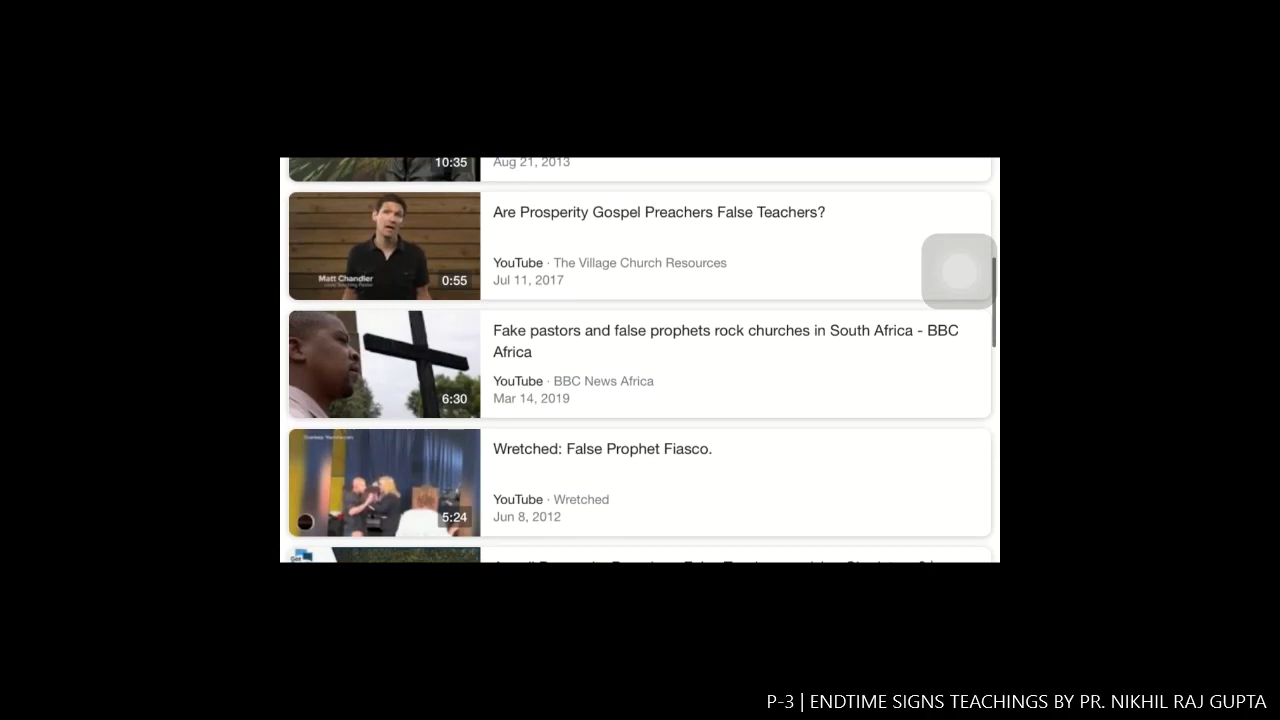 10:35
Aug 21, 2013
Are Prosperity Gospel Preachers False Teachers?
Matt Chandler
0:55
YouTube · The Village Church Resources
Jul 11, 2017
Fake pastors and false prophets rock churches in South Africa - BBC
Africa
6:30
YouTube · BBC News Africa
Mar 14, 2019
Wretched: False Prophet Fiasco.
5:24
YouTube · Wretched
Jun 8, 2012
P-3 | ENDTIME SIGNS TEACHINGS BY PR. NIKHIL RAJ GUPTA